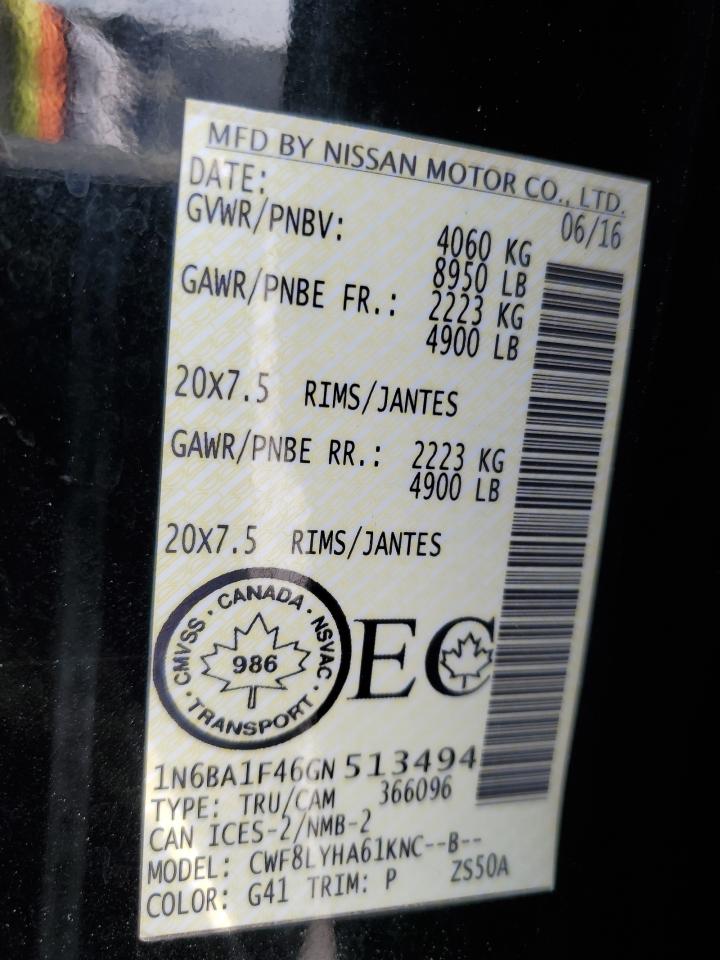 MFD BY NISSAN MOTOR CO., LTD.
DATE: 06/16
GVWR/PNBV: 4060 KG
8950 LB
GAWR/PNBE FR.: 2223 KG
4900 LB
20X7.5 RIMS/JANTES
GAWR/PNBE RR.: 2223 KG
4900 LB
20X7.5 RIMS/JANTES
CMVSS · CANADA · NSVAC · TRANSPORT ·
986
EC
1N6BA1F46GN513494
TYPE: TRU/CAM 366096
CAN ICES-2/NMB-2
MODEL: CWF8LYHA61KNC--B--
COLOR: G41 TRIM: P ZS50A